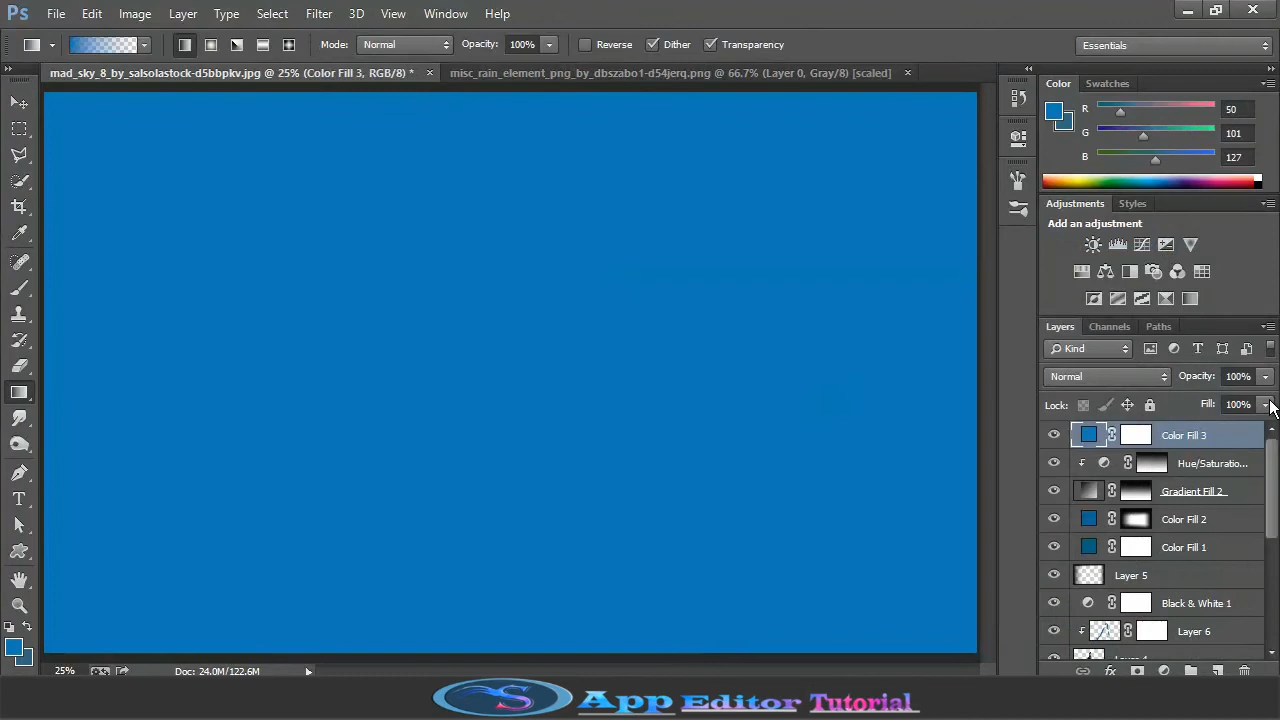 Ps File Edit Image Layer Type Select Filter 3D View Window Help
Mode: Normal Opacity: 100% Reverse Dither Transparency Essentials
mad_sky_8_by_salsolastock-d5bbpkv.jpg @ 25% (Color Fill 3, RGB/8) * × misc_rain_element_png_by_dbszabo1-d54jerq.png @ 66.7% (Layer 0, Gray/8) [scaled] ×
Color Swatches
R 50
G 101
B 127
Adjustments Styles
Add an adjustment
Layers Channels Paths
Kind
Normal Opacity: 100%
Lock: Fill: 100%
Color Fill 3
Hue/Saturatio...
Gradient Fill 2
Color Fill 2
Color Fill 1
Layer 5
Black & White 1
Layer 6
25% Doc: 24.0M/122.6M
S App Editor Tutorial